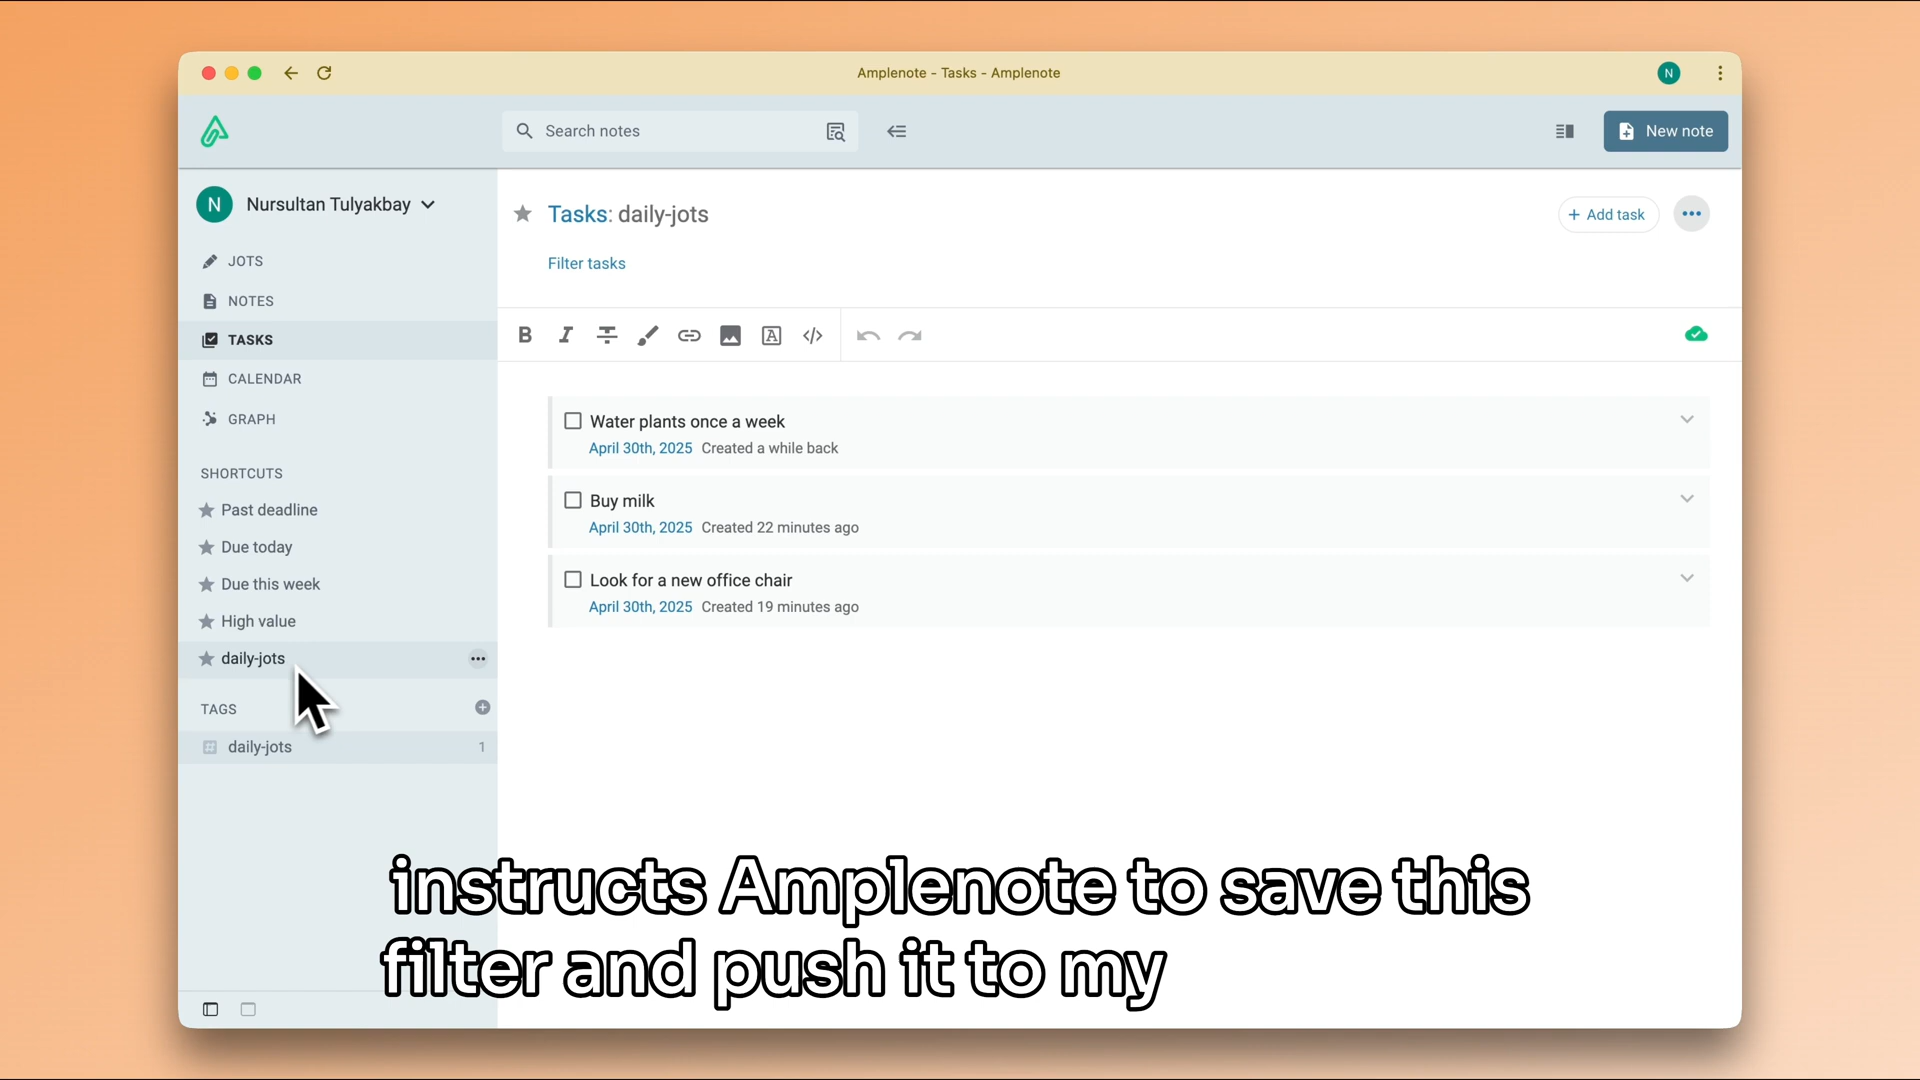 Amplenote - Tasks - Amplenote
N
Search notes
New note
N
Nursultan Tulyakbay
JOTS
NOTES
TASKS
CALENDAR
GRAPH
SHORTCUTS
Past deadline
Due today
Due this week
High value
daily-jots
TAGS
daily-jots
1
Tasks: daily-jots
+ Add task
Filter tasks
Water plants once a week
April 30th, 2025 Created a while back
Buy milk
April 30th, 2025 Created 22 minutes ago
Look for a new office chair
April 30th, 2025 Created 19 minutes ago
instructs Amplenote to save this
filter and push it to my